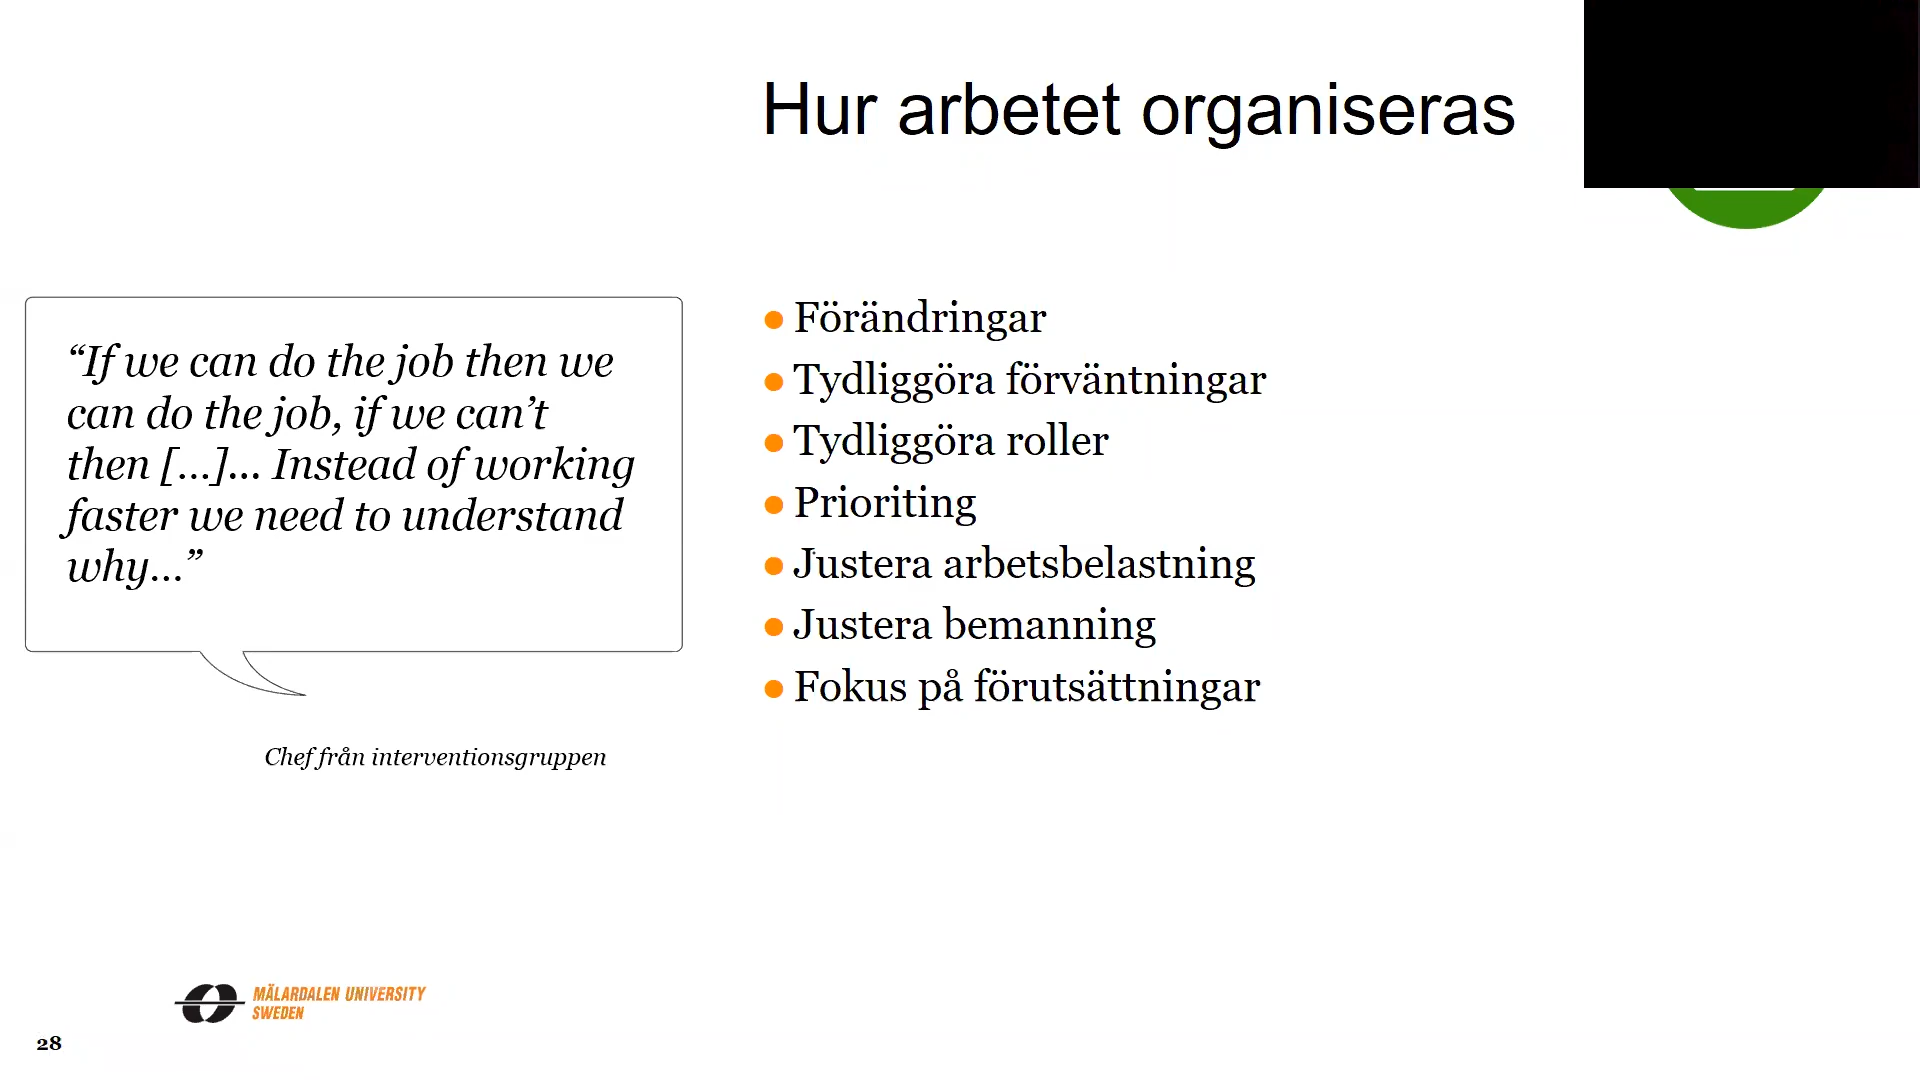 Hur arbetet organiseras
“If we can do the job then we
can do the job, if we can’t
then [...]... Instead of working
faster we need to understand
why...”
Chef från interventionsgruppen
Förändringar
Tydliggöra förväntningar
Tydliggöra roller
Prioriting
Justera arbetsbelastning
Justera bemanning
Fokus på förutsättningar
MÄLARDALEN UNIVERSITY
SWEDEN
28